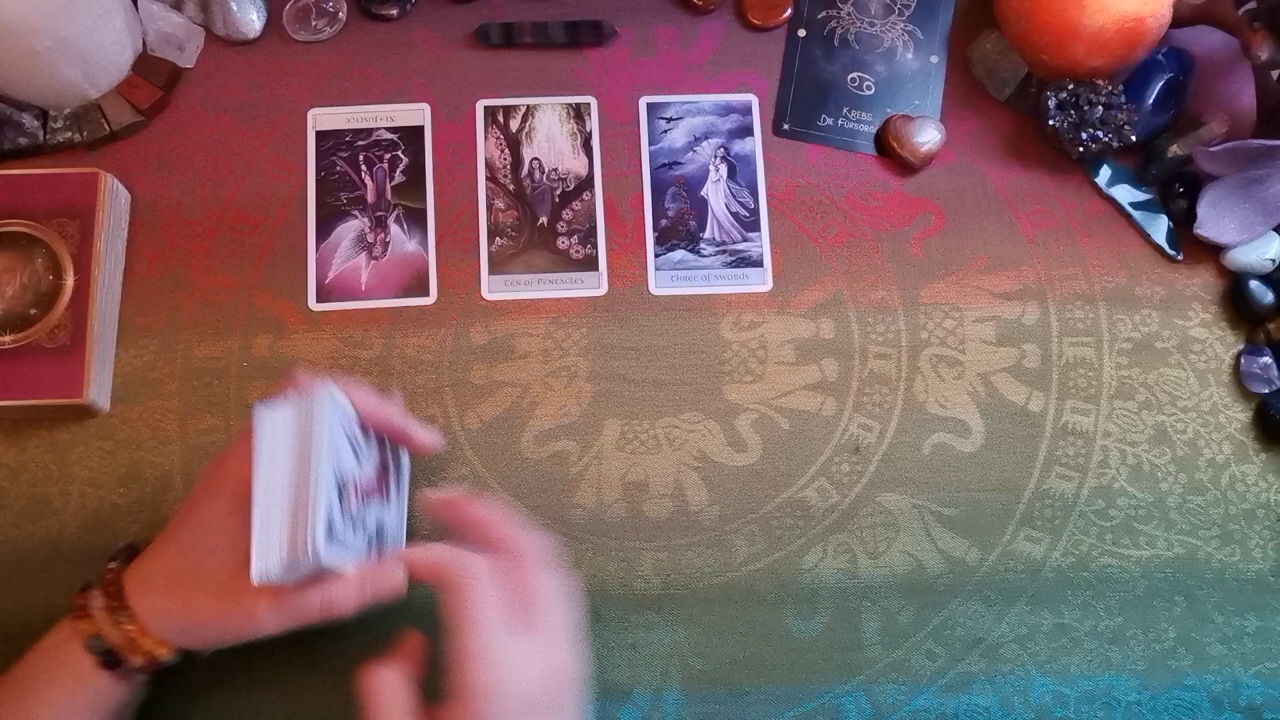 XI+JUSTICE
TEN OF PENTACLES
THREE OF SWORDS
KREBS
DIE FÜRSORG